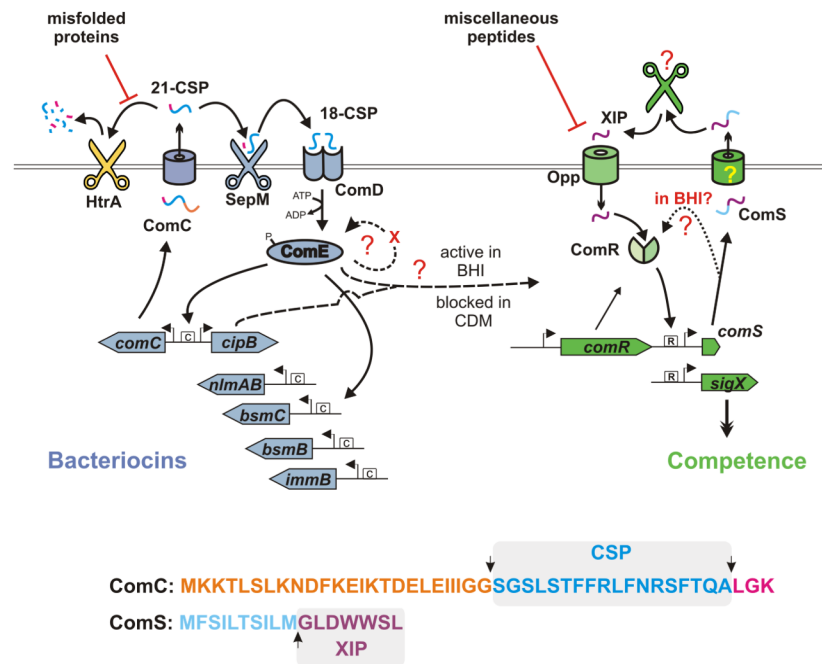 misfolded
proteins
miscellaneous
peptides
21-CSP
18-CSP
?
XIP
HtrA
SepM
ComD
Opp
?
ComC
ATP
ADP
in BHI?
?
ComS
P
ComE
?
X
ComR
?
active in
BHI
blocked in
CDM
comC
C
cipB
comR
R
comS
nlmAB
C
R
sigX
bsmC
C
bsmB
C
immB
C
Bacteriocins
Competence
CSP
ComC: MKKTLSLKNDFKEIKTDELEIIIGGSGSLSTFFRLFNRSFTQALGK
ComS: MFSILTSILMGLDWWSL
XIP